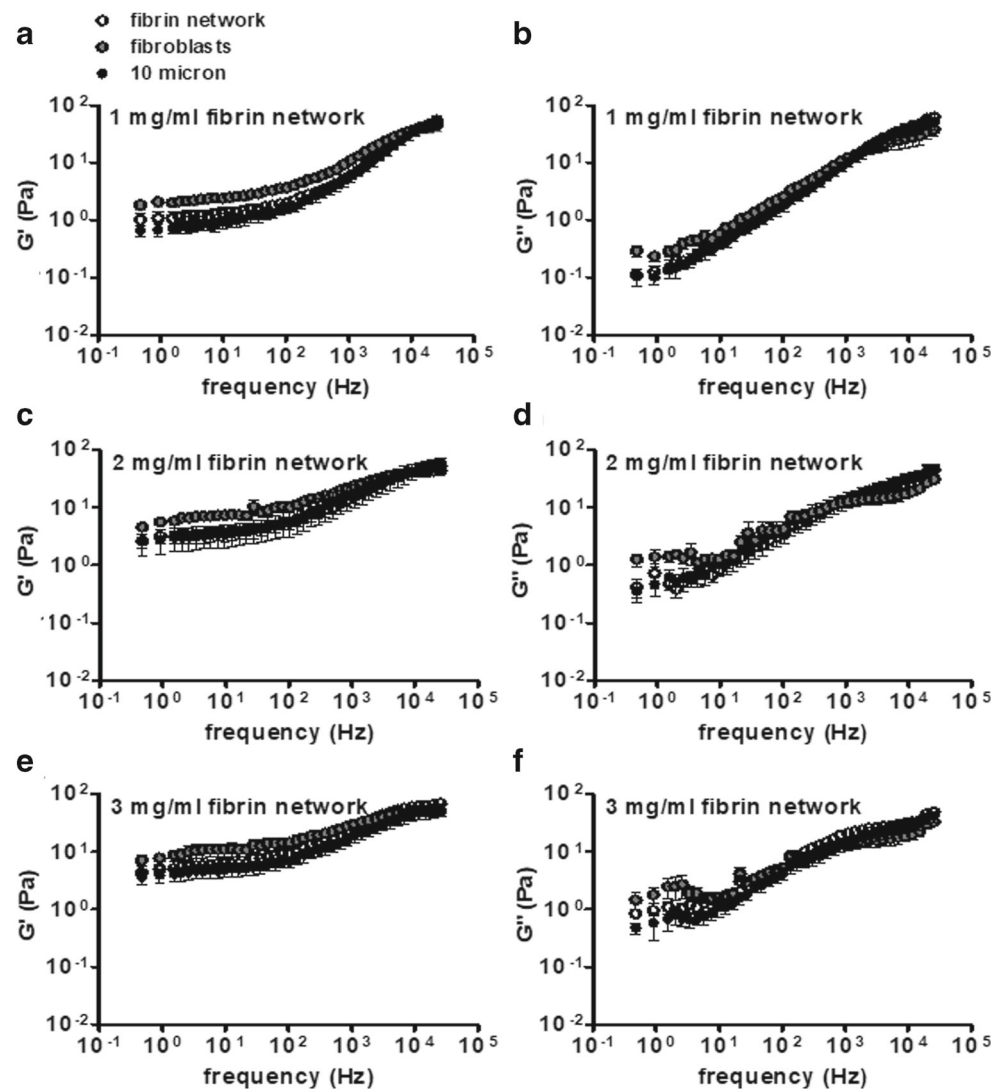 a
b
fibrin network
fibroblasts
10 micron
1 mg/ml fibrin network
G' (Pa)
10² 10¹ 10⁰ 10⁻¹ 10⁻²
10⁻¹ 10⁰ 10¹ 10² 10³ 10⁴ 10⁵
frequency (Hz)
1 mg/ml fibrin network
G'' (Pa)
10² 10¹ 10⁰ 10⁻¹ 10⁻²
10⁻¹ 10⁰ 10¹ 10² 10³ 10⁴ 10⁵
frequency (Hz)
c
2 mg/ml fibrin network
G' (Pa)
10² 10¹ 10⁰ 10⁻¹ 10⁻²
10⁻¹ 10⁰ 10¹ 10² 10³ 10⁴ 10⁵
frequency (Hz)
d
2 mg/ml fibrin network
G'' (Pa)
10² 10¹ 10⁰ 10⁻¹ 10⁻²
10⁻¹ 10⁰ 10¹ 10² 10³ 10⁴ 10⁵
frequency (Hz)
e
3 mg/ml fibrin network
G' (Pa)
10² 10¹ 10⁰ 10⁻¹ 10⁻²
10⁻¹ 10⁰ 10¹ 10² 10³ 10⁴ 10⁵
frequency (Hz)
f
3 mg/ml fibrin network
G'' (Pa)
10² 10¹ 10⁰ 10⁻¹ 10⁻²
10⁻¹ 10⁰ 10¹ 10² 10³ 10⁴ 10⁵
frequency (Hz)